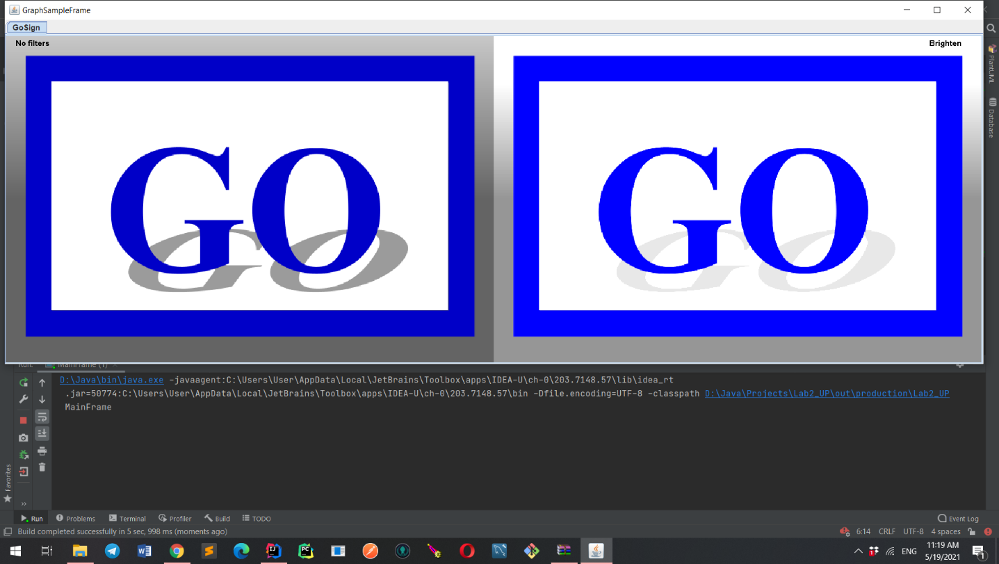 GraphSampleFrame
GoSign
No filters
Brighten
GO
GO
GO
GO
PlantUML
Database
Run: MainFrame (1)
D:\Java\bin\java.exe -javaagent:C:\Users\User\AppData\Local\JetBrains\Toolbox\apps\IDEA-U\ch-0\203.7148.57\lib\idea_rt
.jar=50774:C:\Users\User\AppData\Local\JetBrains\Toolbox\apps\IDEA-U\ch-0\203.7148.57\bin -Dfile.encoding=UTF-8 -classpath D:\Java\Projects\Lab2_UP\out\production\Lab2_UP
MainFrame
Favorites
Run Problems Terminal Profiler Build TODO Event Log
Build completed successfully in 5 sec, 998 ms (moments ago) 6:14 CRLF UTF-8 4 spaces
W IJ PC ENG 11:19 AM
5/19/2021 1